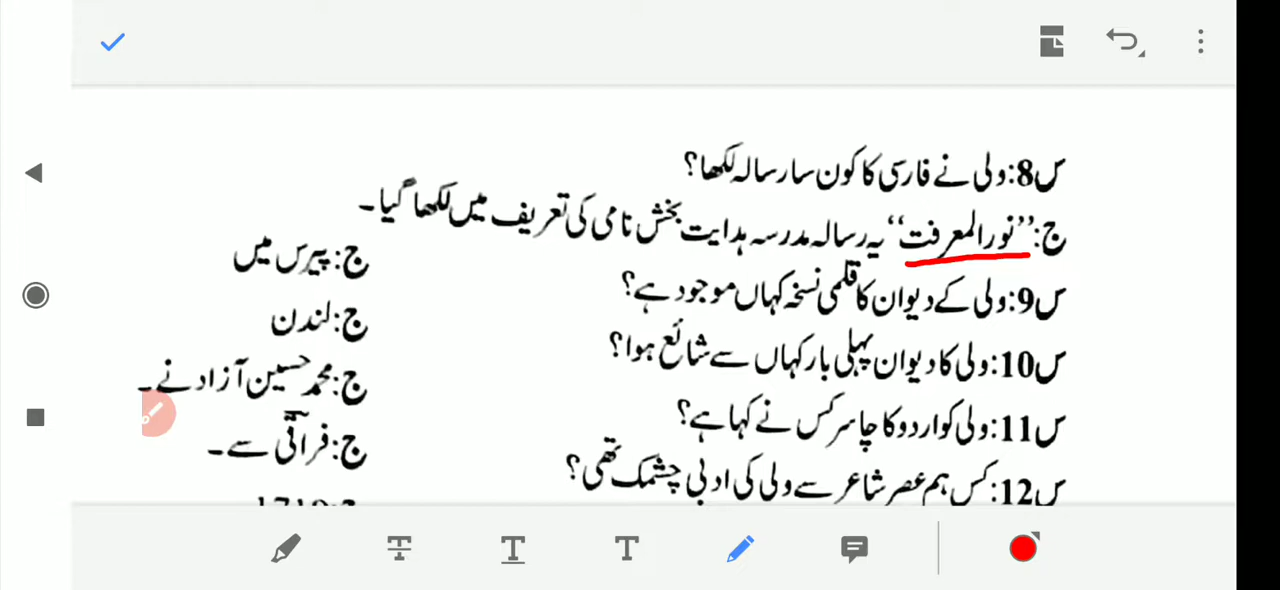 س8: ولی نے فارسی کا کون سا رسالہ لکھا؟
ج: ”نور المعرفت“ یہ رسالہ مدرسہ ہدایت بخش نامی کی تعریف میں لکھا گیا۔
س9: ولی کے دیوان کا قلمی نسخہ کہاں موجود ہے؟ ج: پیرس میں
س10: ولی کا دیوان پہلی بار کہاں سے شائع ہوا؟ ج: لندن
س11: ولی کو اردو کا چاسر کس نے کہا ہے؟ ج: محمد حسین آزاد نے۔
س12: کس ہم عصر شاعر سے ولی کی ادبی چشمک تھی؟ ج: فراقی سے۔